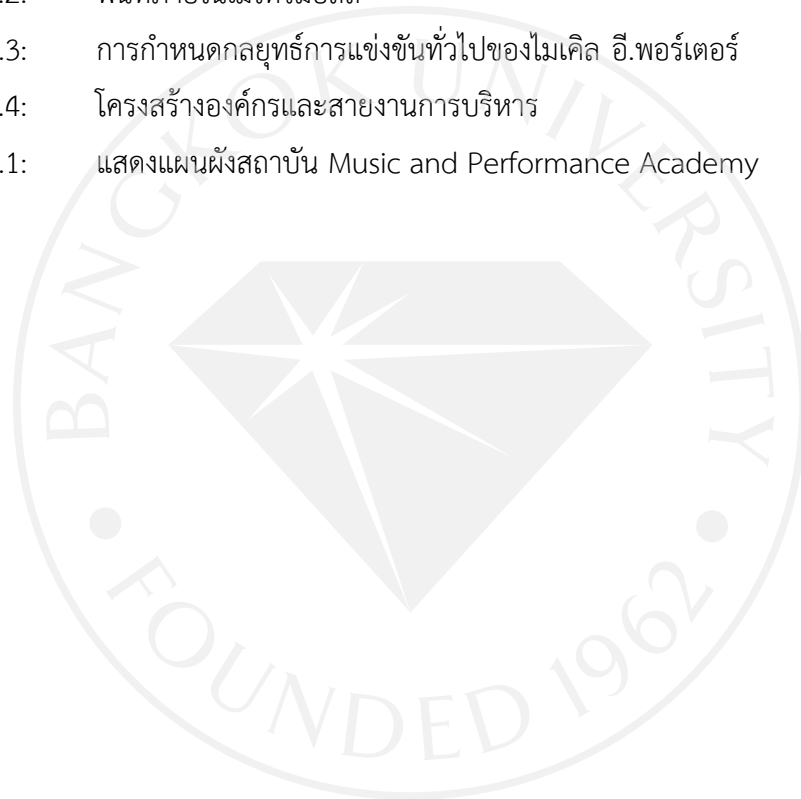 .3: การกำหนดกลยุทธ์การแข่งขันทั่วไปของไมเคิล อี.พอร์เตอร์
.4: โครงสร้างองค์กรและสายงานการบริหาร
.1: แสดงแผนผังสถาบัน Music and Performance Academy
BANGKOK UNIVERSITY
FOUNDED 1962